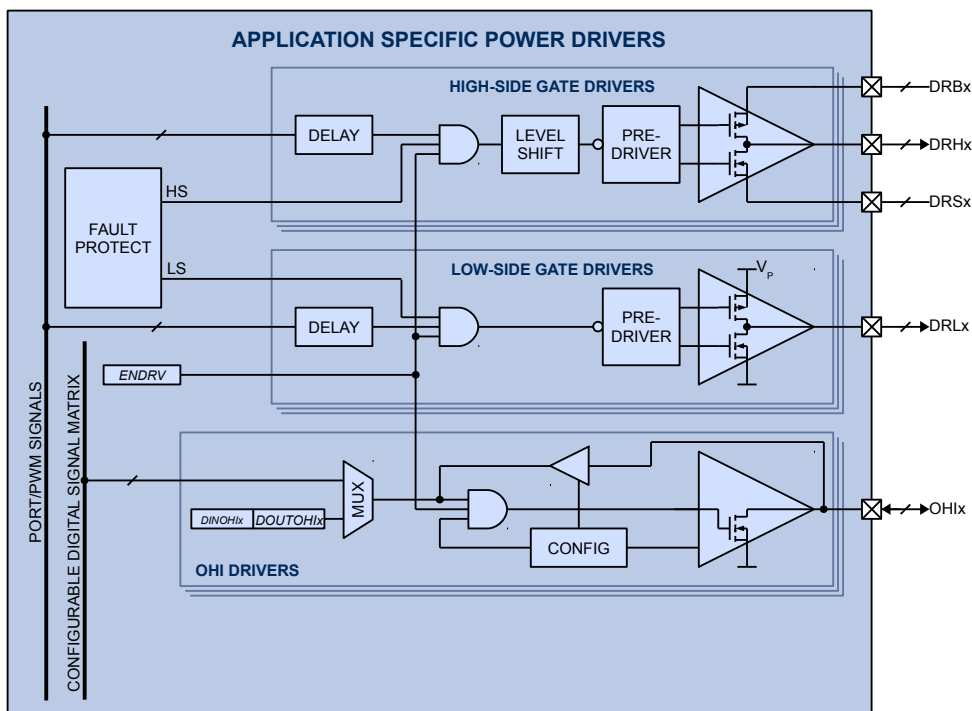 APPLICATION SPECIFIC POWER DRIVERS
HIGH-SIDE GATE DRIVERS
DRBx
DELAY
LEVEL
SHIFT
PRE-
DRIVER
DRHx
HS
FAULT
PROTECT
DRSx
LS
LOW-SIDE GATE DRIVERS
VP
DELAY
PRE-
DRIVER
DRLx
ENDRV
PORT/PWM SIGNALS
CONFIGURABLE DIGITAL SIGNAL MATRIX
MUX
DINOHIx
DOUTOHIx
OHIx
CONFIG
OHI DRIVERS